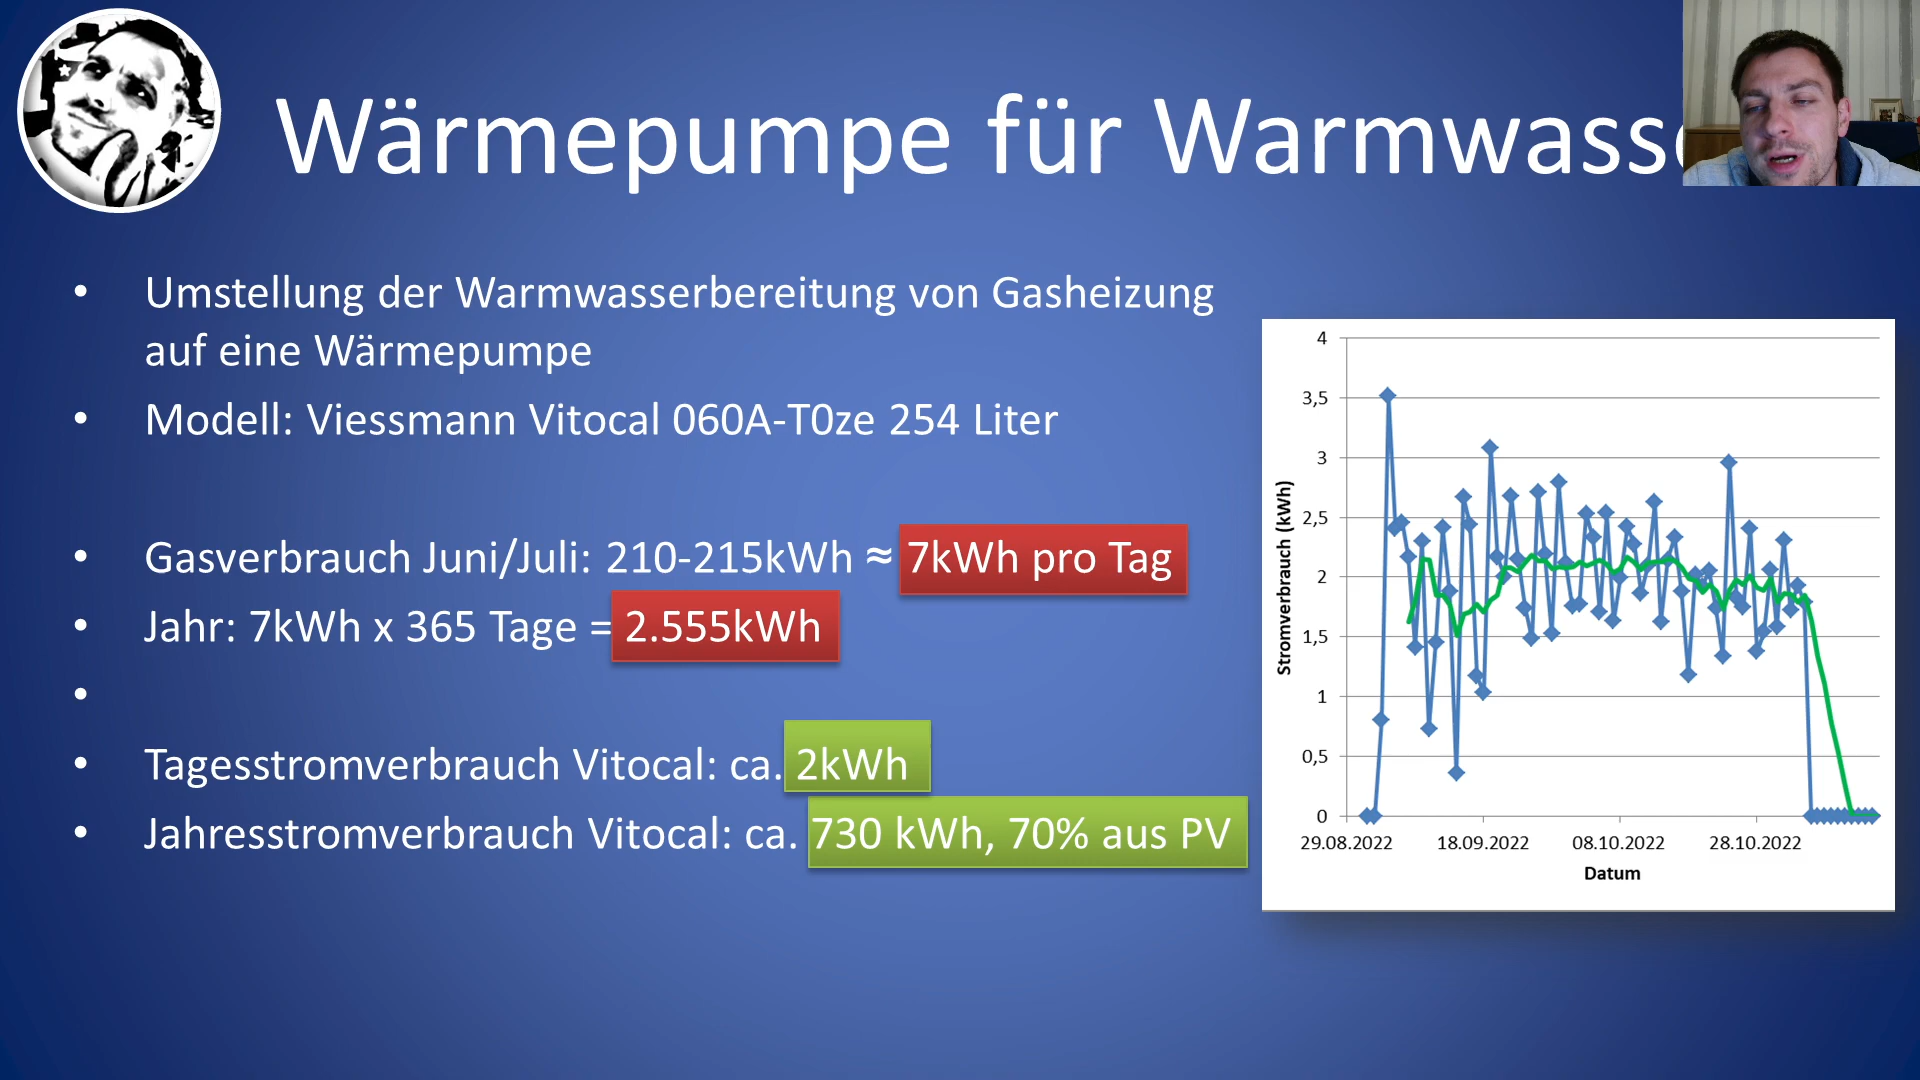 Wärmepumpe für Warmwass
• Umstellung der Warmwasserbereitung von Gasheizung
auf eine Wärmepumpe
• Modell: Viessmann Vitocal 060A-T0ze 254 Liter
• Gasverbrauch Juni/Juli: 210-215kWh ≈ 7kWh pro Tag
• Jahr: 7kWh x 365 Tage = 2.555kWh
•
• Tagesstromverbrauch Vitocal: ca. 2kWh
• Jahresstromverbrauch Vitocal: ca. 730 kWh, 70% aus PV
Stromverbrauch (kWh)
4
3,5
3
2,5
2
1,5
1
0,5
0
29.08.2022 18.09.2022 08.10.2022 28.10.2022
Datum